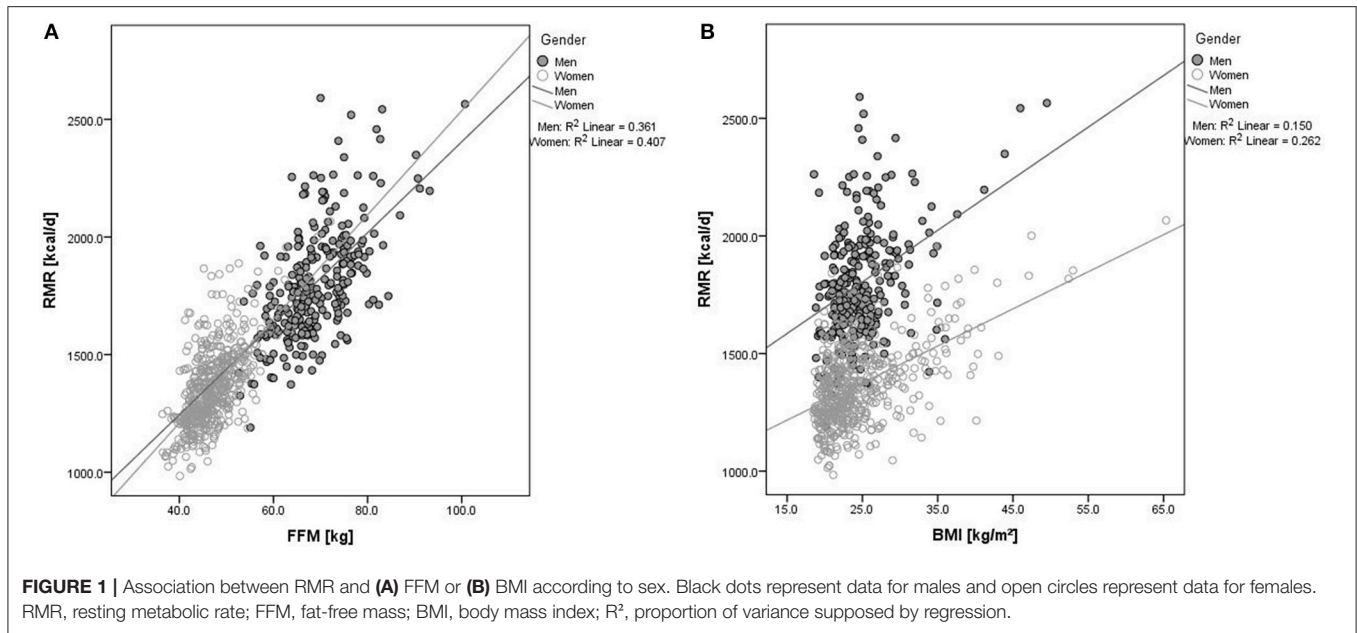 A
Gender
Men
Women
Men
Women
Men: R² Linear = 0.361
Women: R² Linear = 0.407
RMR [kcal/d]
2500.0
2000.0
1500.0
1000.0
40.0 60.0 80.0 100.0
FFM [kg]
B
Gender
Men
Women
Men
Women
Men: R² Linear = 0.150
Women: R² Linear = 0.262
RMR [kcal/d]
2500.0
2000.0
1500.0
1000.0
15.0 25.0 35.0 45.0 55.0 65.0
BMI [kg/m²]
FIGURE 1 | Association between RMR and (A) FFM or (B) BMI according to sex. Black dots represent data for males and open circles represent data for females.
RMR, resting metabolic rate; FFM, fat-free mass; BMI, body mass index; R², proportion of variance supposed by regression.